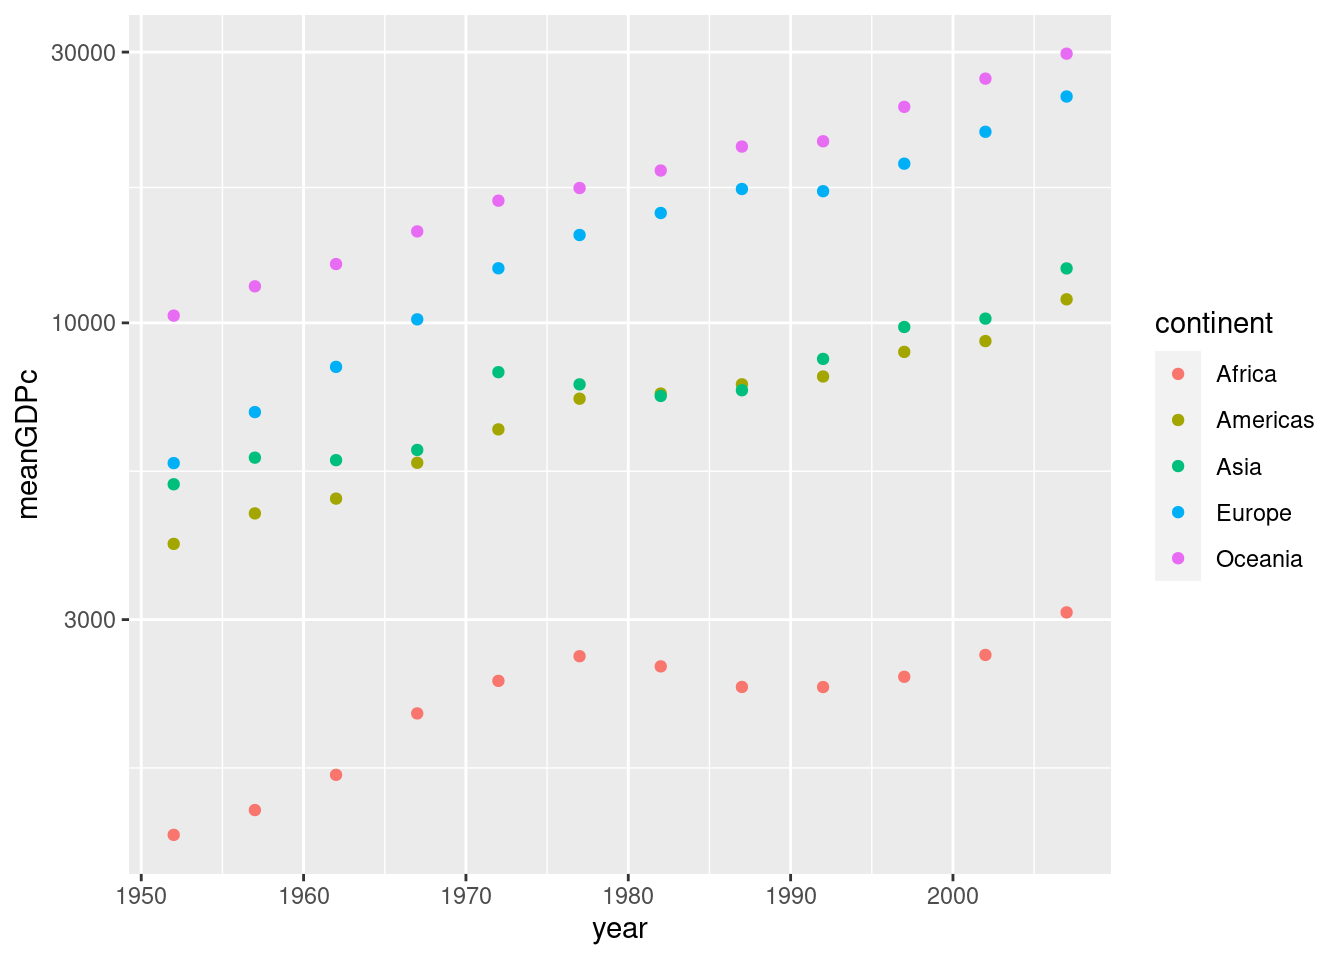 30000
10000
3000
meanGDPc
1950 1960 1970 1980 1990 2000
year
continent
Africa
Americas
Asia
Europe
Oceania